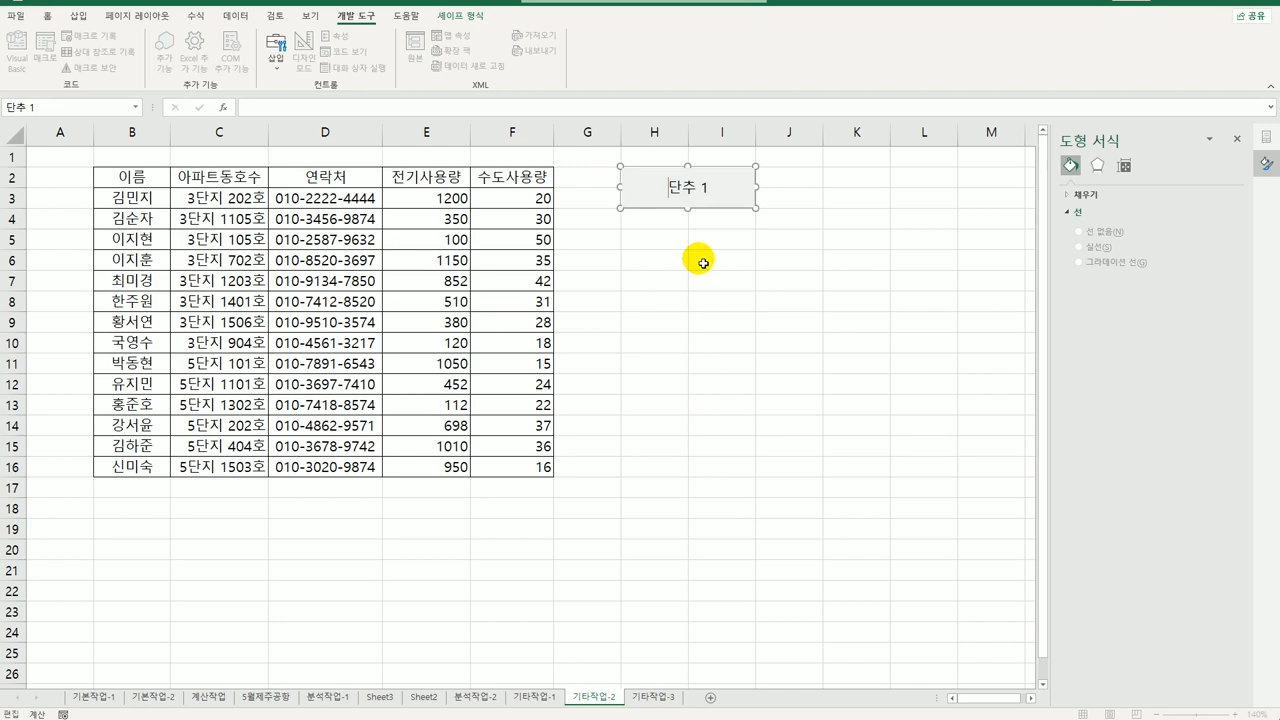 파일 홈 삽입 페이지 레이아웃 수식 데이터 검토 보기 개발 도구 도움말 셰이프 형식 공유
Visual Basic 매크로 매크로 기록 상대 참조로 기록 매크로 보안
추가 기능 Excel 추가 기능 COM 추가 기능
삽입 디자인 모드 속성 코드 보기 대화 상자 실행
원본 맵 속성 확장 팩 데이터 새로 고침 가져오기 내보내기
코드 추가 기능 컨트롤 XML
단추 1 fx
A B C D E F G H I J K L M
1
2 이름 아파트동호수 연락처 전기사용량 수도사용량
3 김민지 3단지 202호 010-2222-4444 1200 20
4 김순자 3단지 1105호 010-3456-9874 350 30
5 이지현 3단지 105호 010-2587-9632 100 50
6 이지훈 3단지 702호 010-8520-3697 1150 35
7 최미경 3단지 1203호 010-9134-7850 852 42
8 한주원 3단지 1401호 010-7412-8520 510 31
9 황서연 3단지 1506호 010-9510-3574 380 28
10 국영수 3단지 904호 010-4561-3217 120 18
11 박동현 5단지 101호 010-7891-6543 1050 15
12 유지민 5단지 1101호 010-3697-7410 452 24
13 홍준호 5단지 1302호 010-7418-8574 112 22
14 강서윤 5단지 202호 010-4862-9571 698 37
15 김하준 5단지 404호 010-3678-9742 1010 36
16 신미숙 5단지 1503호 010-3020-9874 950 16
17
18
19
20
21
22
23
24
25
26
단추 1
도형 서식
채우기
선
선 없음(N)
실선(S)
그라데이션 선(G)
기본작업-1 기본작업-2 계산작업 5월제주공항 분석작업-1 Sheet3 Sheet2 분석작업-2 기타작업-1 기타작업-2 기타작업-3
편집 계산 140%